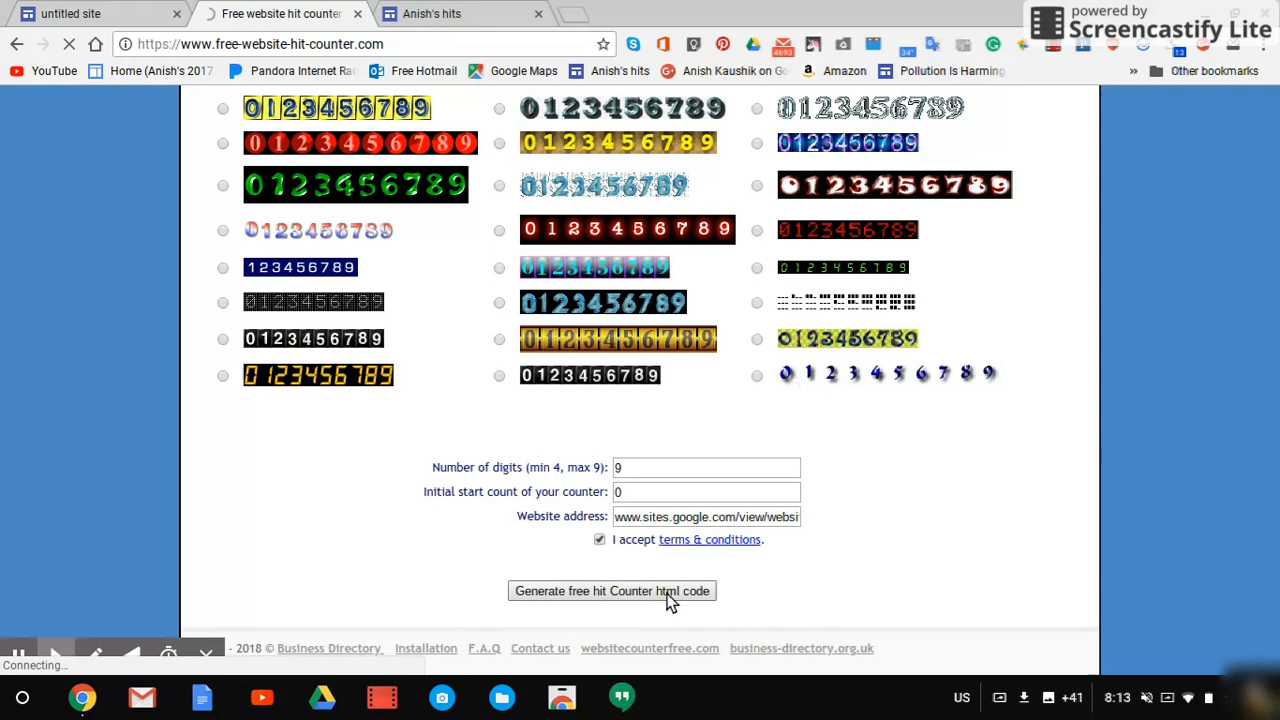 untitled site
Free website hit counter
Anish's hits
powered by
Screencastify Lite
https://www.free-website-hit-counter.com
4693
34°
13
YouTube
Home (Anish's 2017
Pandora Internet Ra
Free Hotmail
Google Maps
Anish's hits
Anish Kaushik on Go
Amazon
Pollution Is Harming
»
Other bookmarks
0123456789 0123456789 0123456789
0123456789 0123456789 0123456789
0123456789 0123456789 0123456789
0123456789 0123456789 0123456789
123456789 0123456789 0123456789
0123456789 0123456789
0123456789 0123456789 0123456789
0123456789 0123456789 0123456789
Number of digits (min 4, max 9): 9
Initial start count of your counter: 0
Website address: www.sites.google.com/view/websi
I accept terms & conditions.
Generate free hit Counter html code
- 2018 © Business Directory Installation F.A.Q Contact us websitecounterfree.com business-directory.org.uk
Connecting...
US +41 8:13